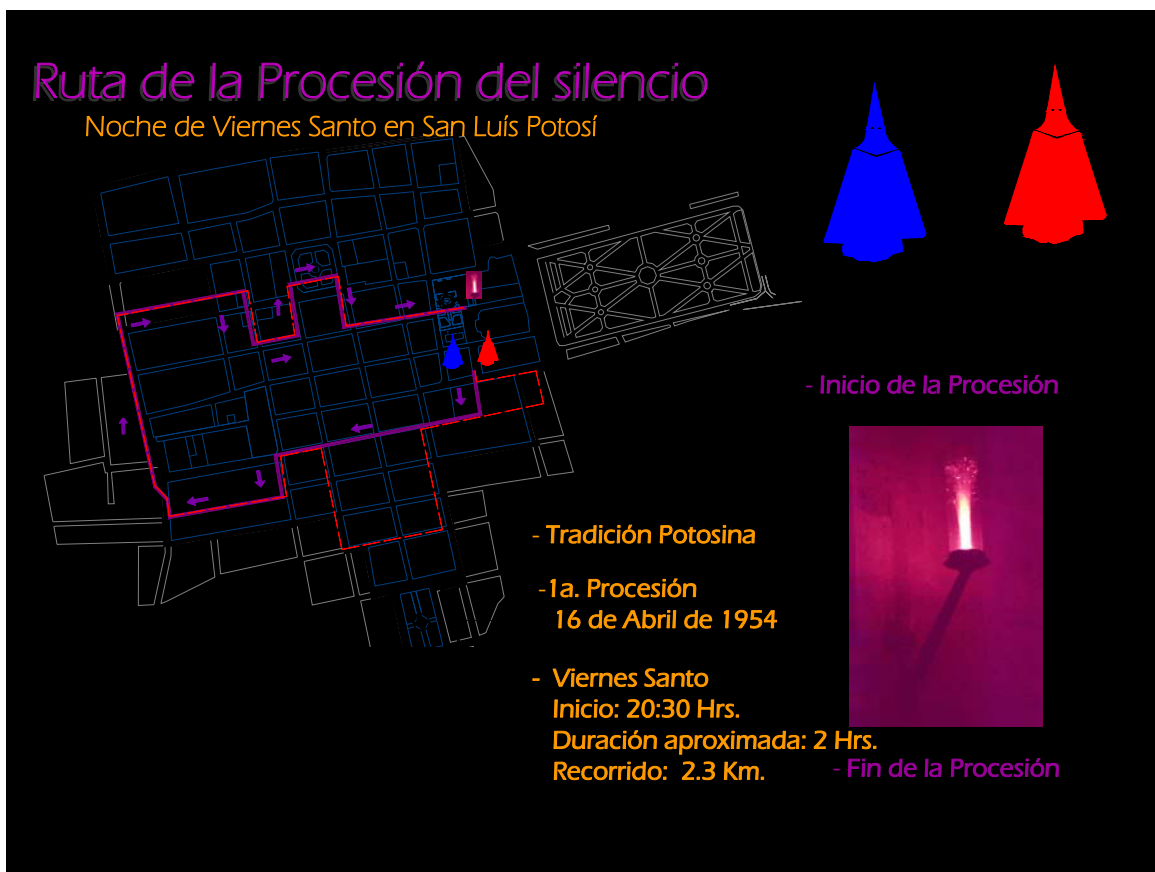 Ruta de la Procesión del silencio
Noche de Viernes Santo en San Luís Potosí
- Inicio de la Procesión
- Tradición Potosina
-1a. Procesión
16 de Abril de 1954
- Viernes Santo
Inicio: 20:30 Hrs.
Duración aproximada: 2 Hrs.
Recorrido: 2.3 Km.
- Fin de la Procesión